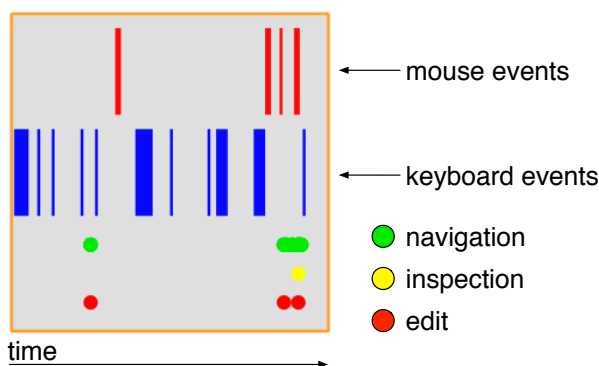 mouse events
keyboard events
navigation
inspection
edit
time